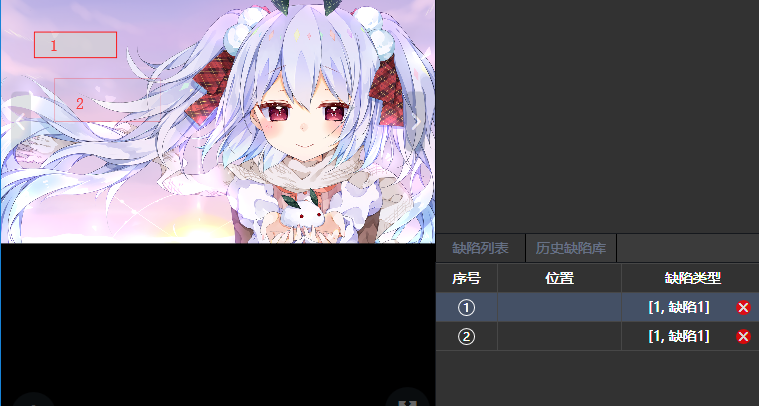 1
2
缺陷列表 历史缺陷库
序号 位置 缺陷类型
① [1, 缺陷1]
② [1, 缺陷1]